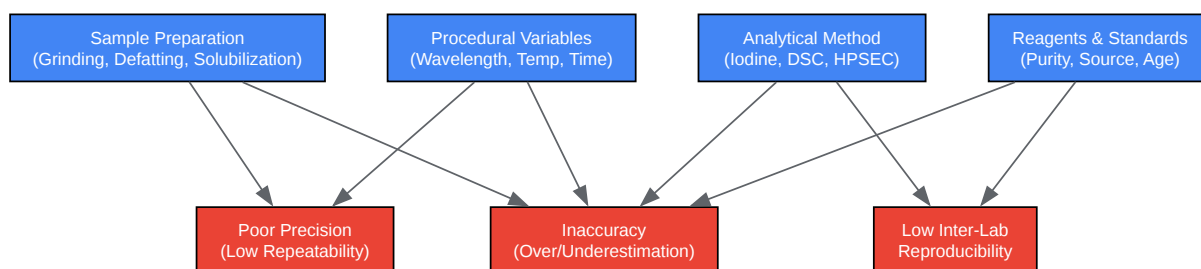 Sample Preparation
(Grinding, Defatting, Solubilization)
Procedural Variables
(Wavelength, Temp, Time)
Analytical Method
(Iodine, DSC, HPSEC)
Reagents & Standards
(Purity, Source, Age)
Poor Precision
(Low Repeatability)
Inaccuracy
(Over/Underestimation)
Low Inter-Lab
Reproducibility